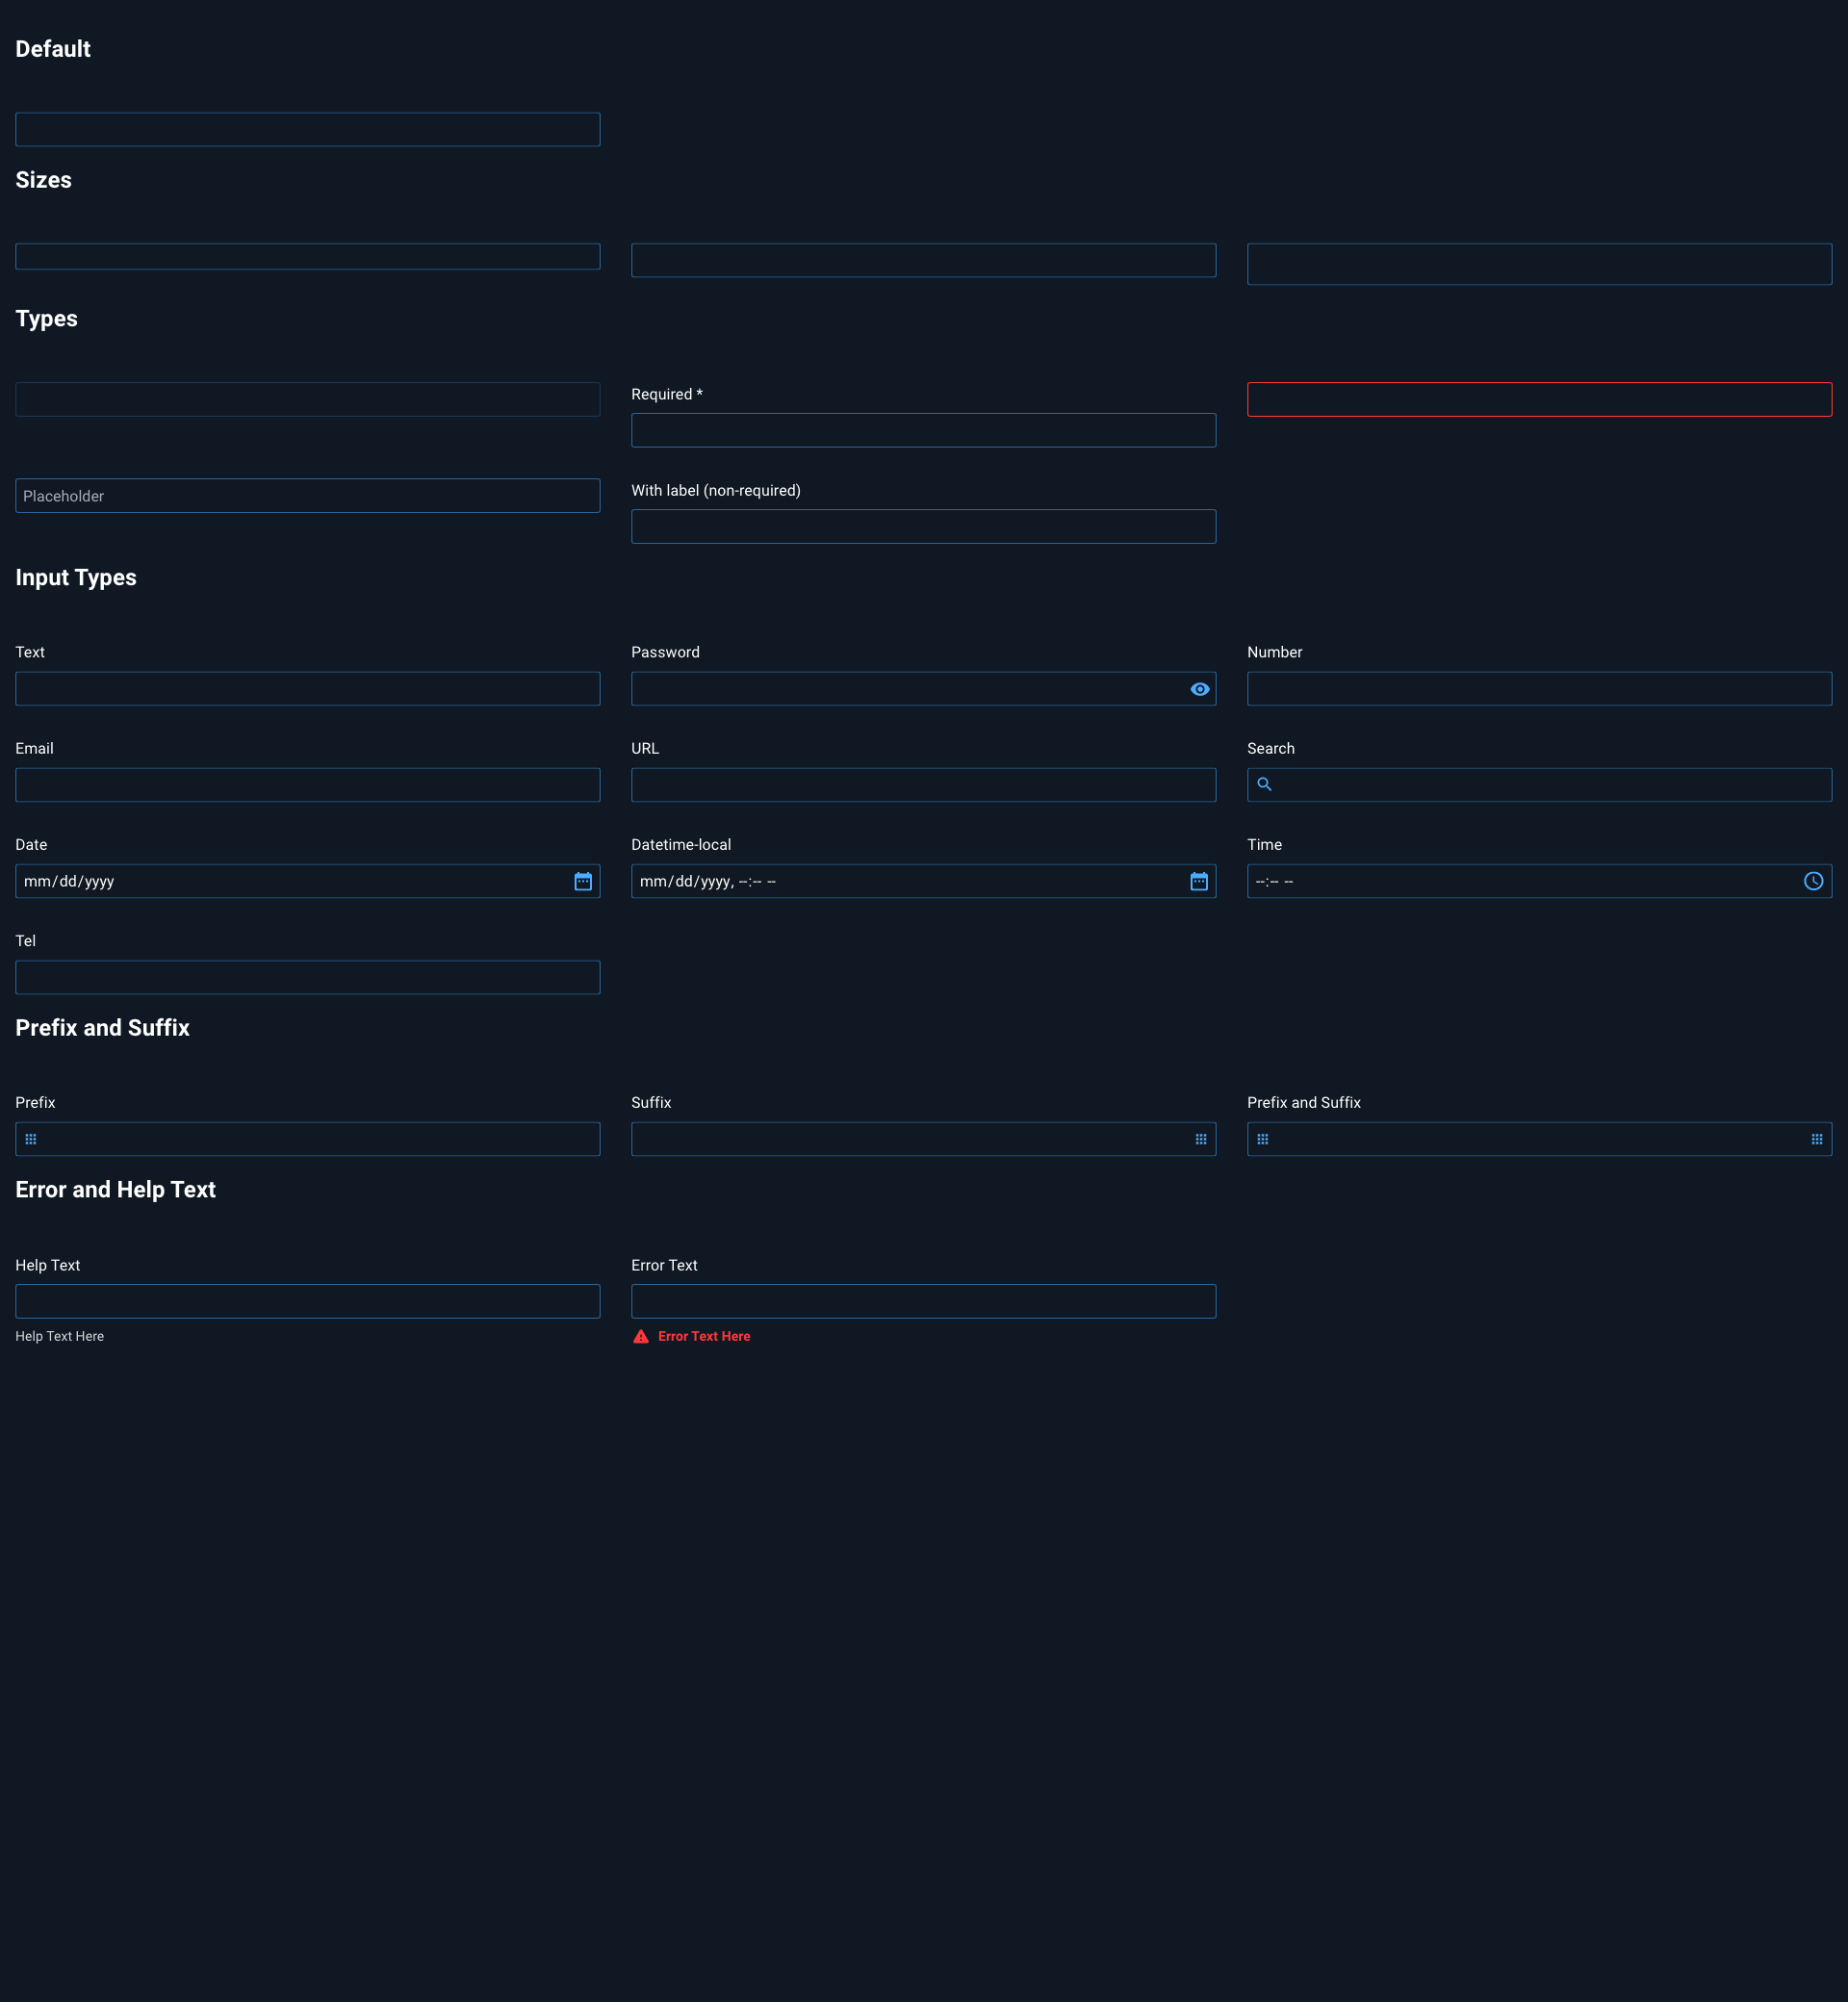 Default
Sizes
Types
Required *
Placeholder
With label (non-required)
Input Types
Text
Password
Number
Email
URL
Search
Date
Datetime-local
Time
mm/dd/yyyy
mm/dd/yyyy, --:-- --
--:-- --
Tel
Prefix and Suffix
Prefix
Suffix
Prefix and Suffix
Error and Help Text
Help Text
Error Text
Help Text Here
Error Text Here